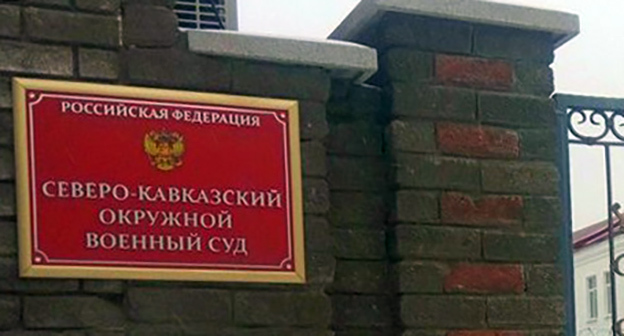 РОССИЙСКАЯ ФЕДЕРАЦИЯ
СЕВЕРО-КАВКАЗСКИЙ
ОКРУЖНОЙ
ВОЕННЫЙ СУД